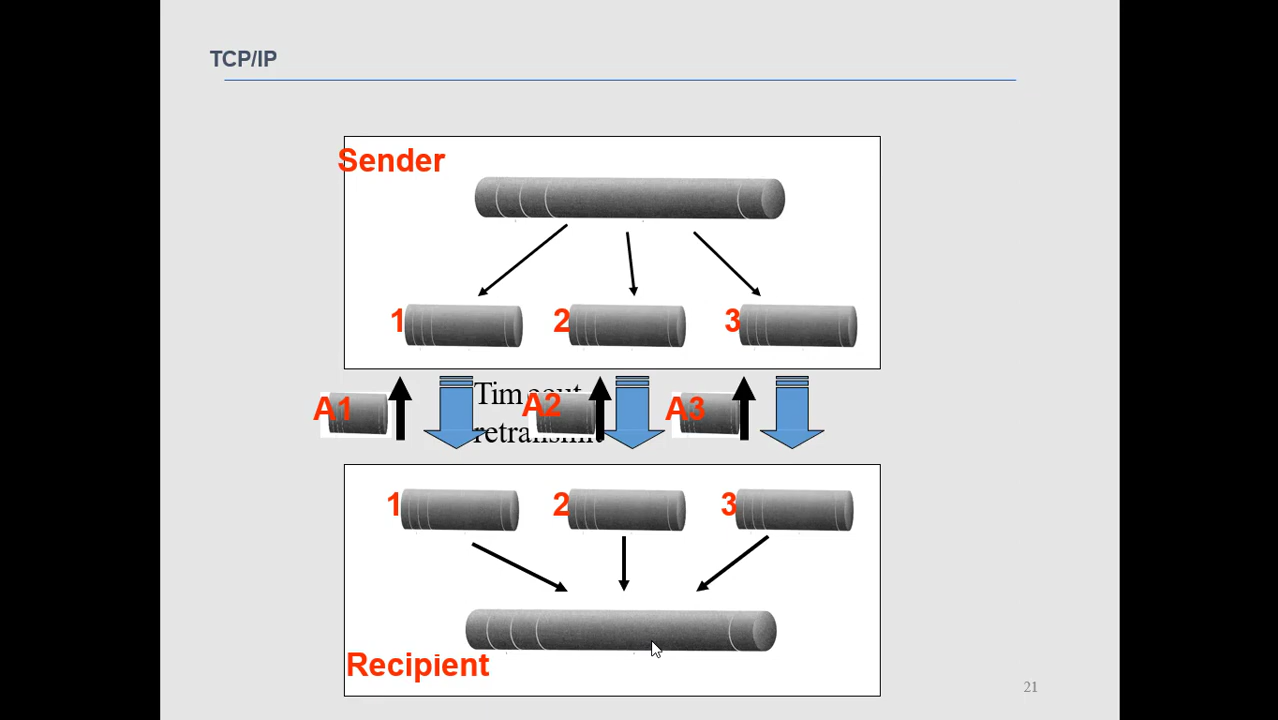 TCP/IP
Sender
1 2 3
A1 A2 A3
1 2 3
Recipient
21